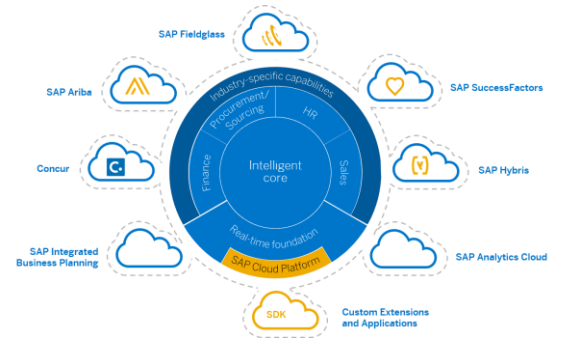 SAP Fieldglass
SAP Ariba
SAP SuccessFactors
Industry-specific capabilities
Procurement/
Sourcing
HR
Concur
C.
Finance
Intelligent
core
Sales
SAP Hybris
SAP Integrated
Business Planning
Real-time foundation
SAP Cloud Platform
SAP Analytics Cloud
SDK
Custom Extensions
and Applications